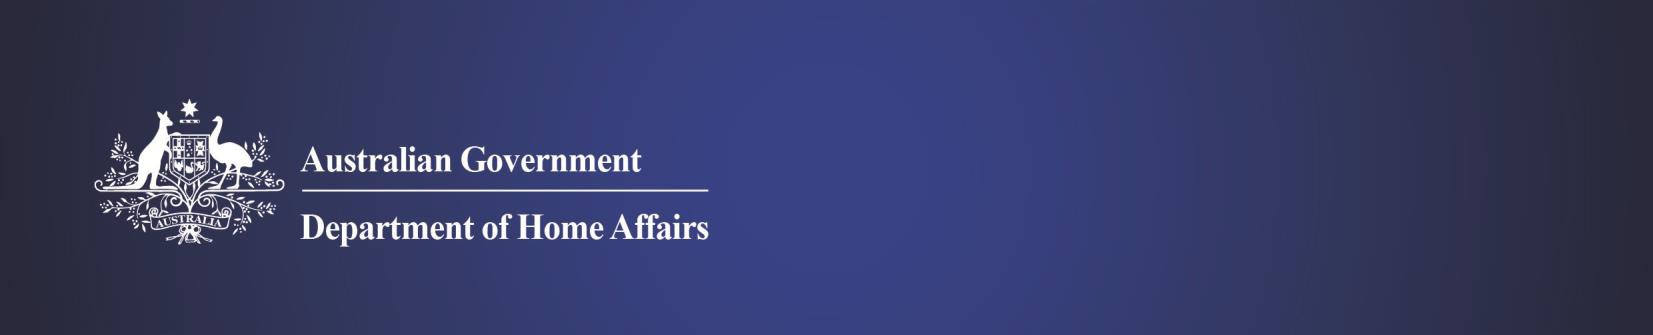 Australian Government
Department of Home Affairs
AUSTRALIA